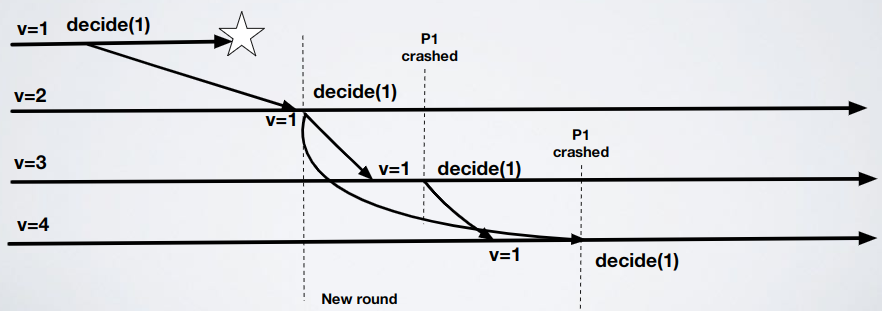 v=1
decide(1)
P1
crashed
v=2
decide(1)
v=1
P1
crashed
v=3
v=1
decide(1)
v=4
v=1
decide(1)
New round